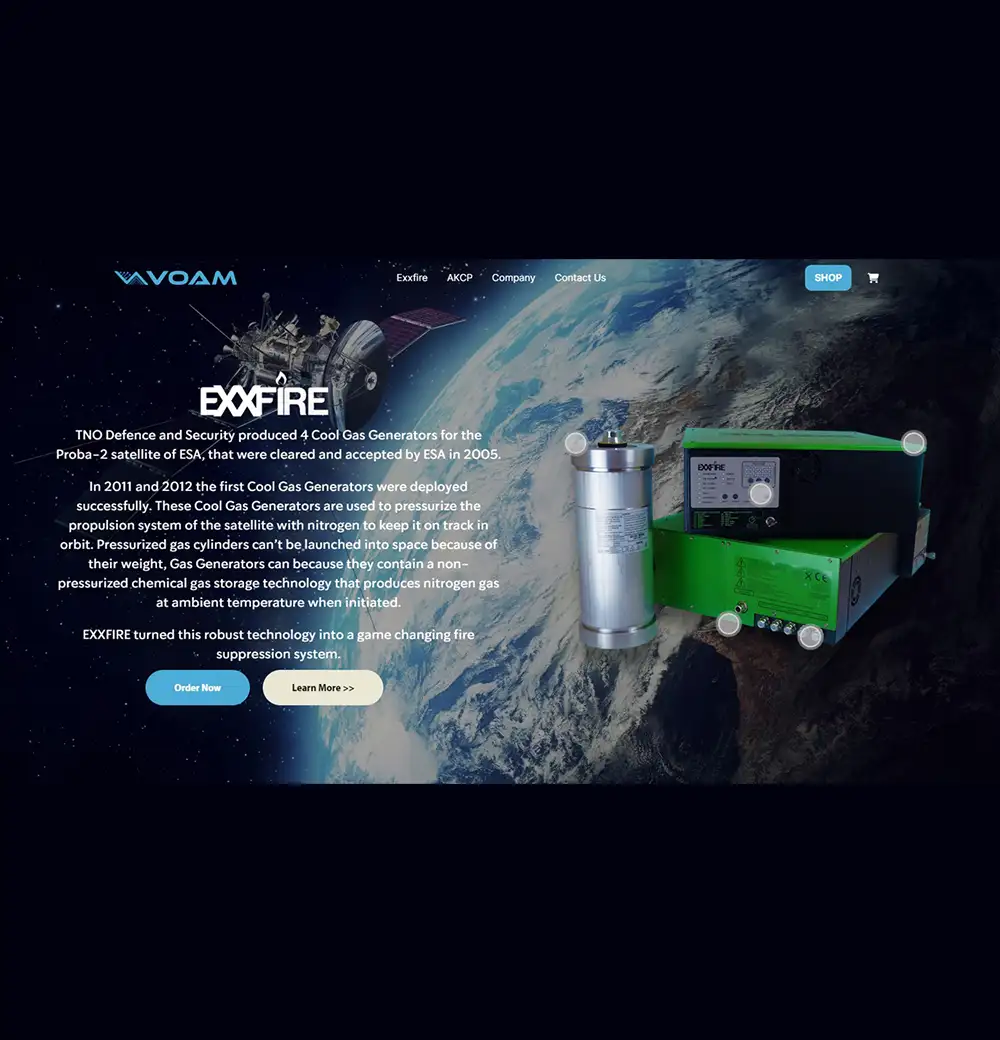 VOAM
Exxfire AKCP Company Contact Us
SHOP
EXXFIRE
TNO Defence and Security produced 4 Cool Gas Generators for the
Proba-2 satellite of ESA, that were cleared and accepted by ESA in 2005.
In 2011 and 2012 the first Cool Gas Generators were deployed
successfully. These Cool Gas Generators are used to pressurize the
propulsion system of the satellite with nitrogen to keep it on track in
orbit. Pressurized gas cylinders can't be launched into space because of
their weight, Gas Generators can because they contain a non-
pressurized chemical gas storage technology that produces nitrogen gas
at ambient temperature when initiated.
EXXFIRE turned this robust technology into a game changing fire
suppression system.
Order Now
Learn More >>
EXXFIRE
CE